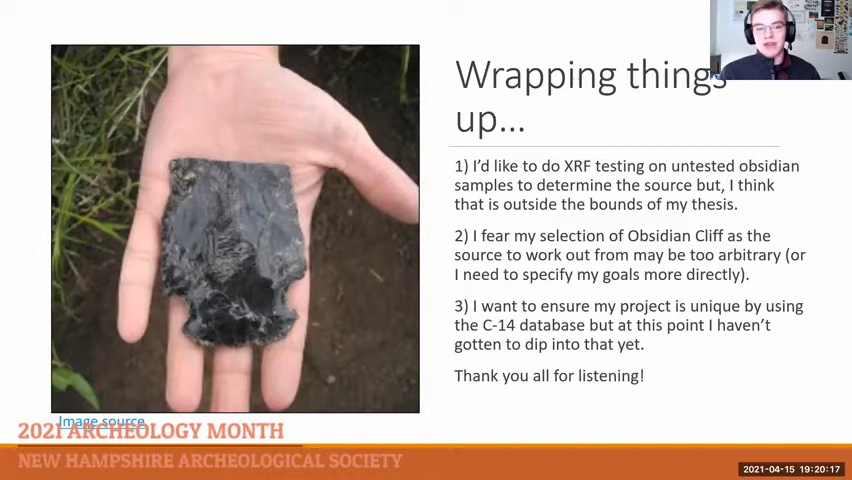 Wrapping things
up...
1) I'd like to do XRF testing on untested obsidian
samples to determine the source but, I think
that is outside the bounds of my thesis.
2) I fear my selection of Obsidian Cliff as the
source to work out from may be too arbitrary (or
I need to specify my goals more directly).
3) I want to ensure my project is unique by using
the C-14 database but at this point I haven't
gotten to dip into that yet.
Thank you all for listening!
Image source
2021 ARCHEOLOGY MONTH
NEW HAMPSHIRE ARCHEOLOGICAL SOCIETY
2021-04-15 19:20:17